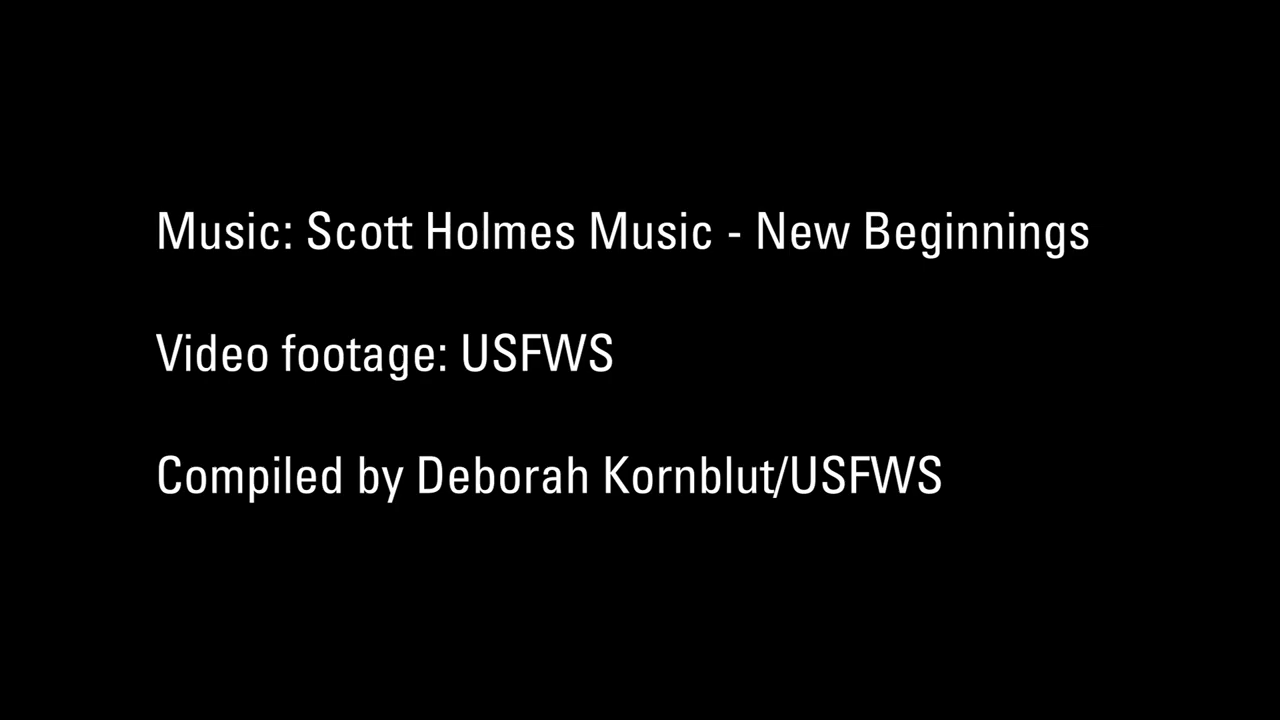 Music: Scott Holmes Music - New Beginnings
Video footage: USFWS
Compiled by Deborah Kornblut/USFWS